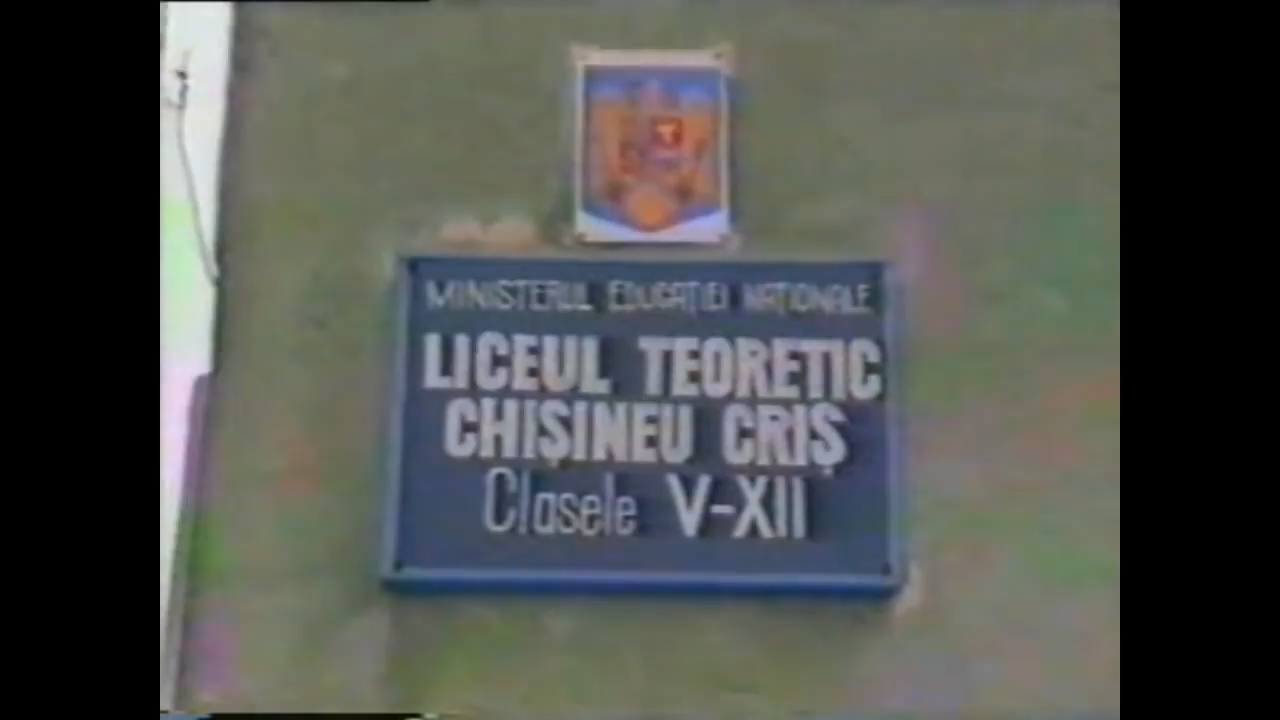 MINISTERUL EDUCAȚIEI NAȚIONALE
LICEUL TEORETIC
CHIȘINEU CRIȘ
Clasele V-XII